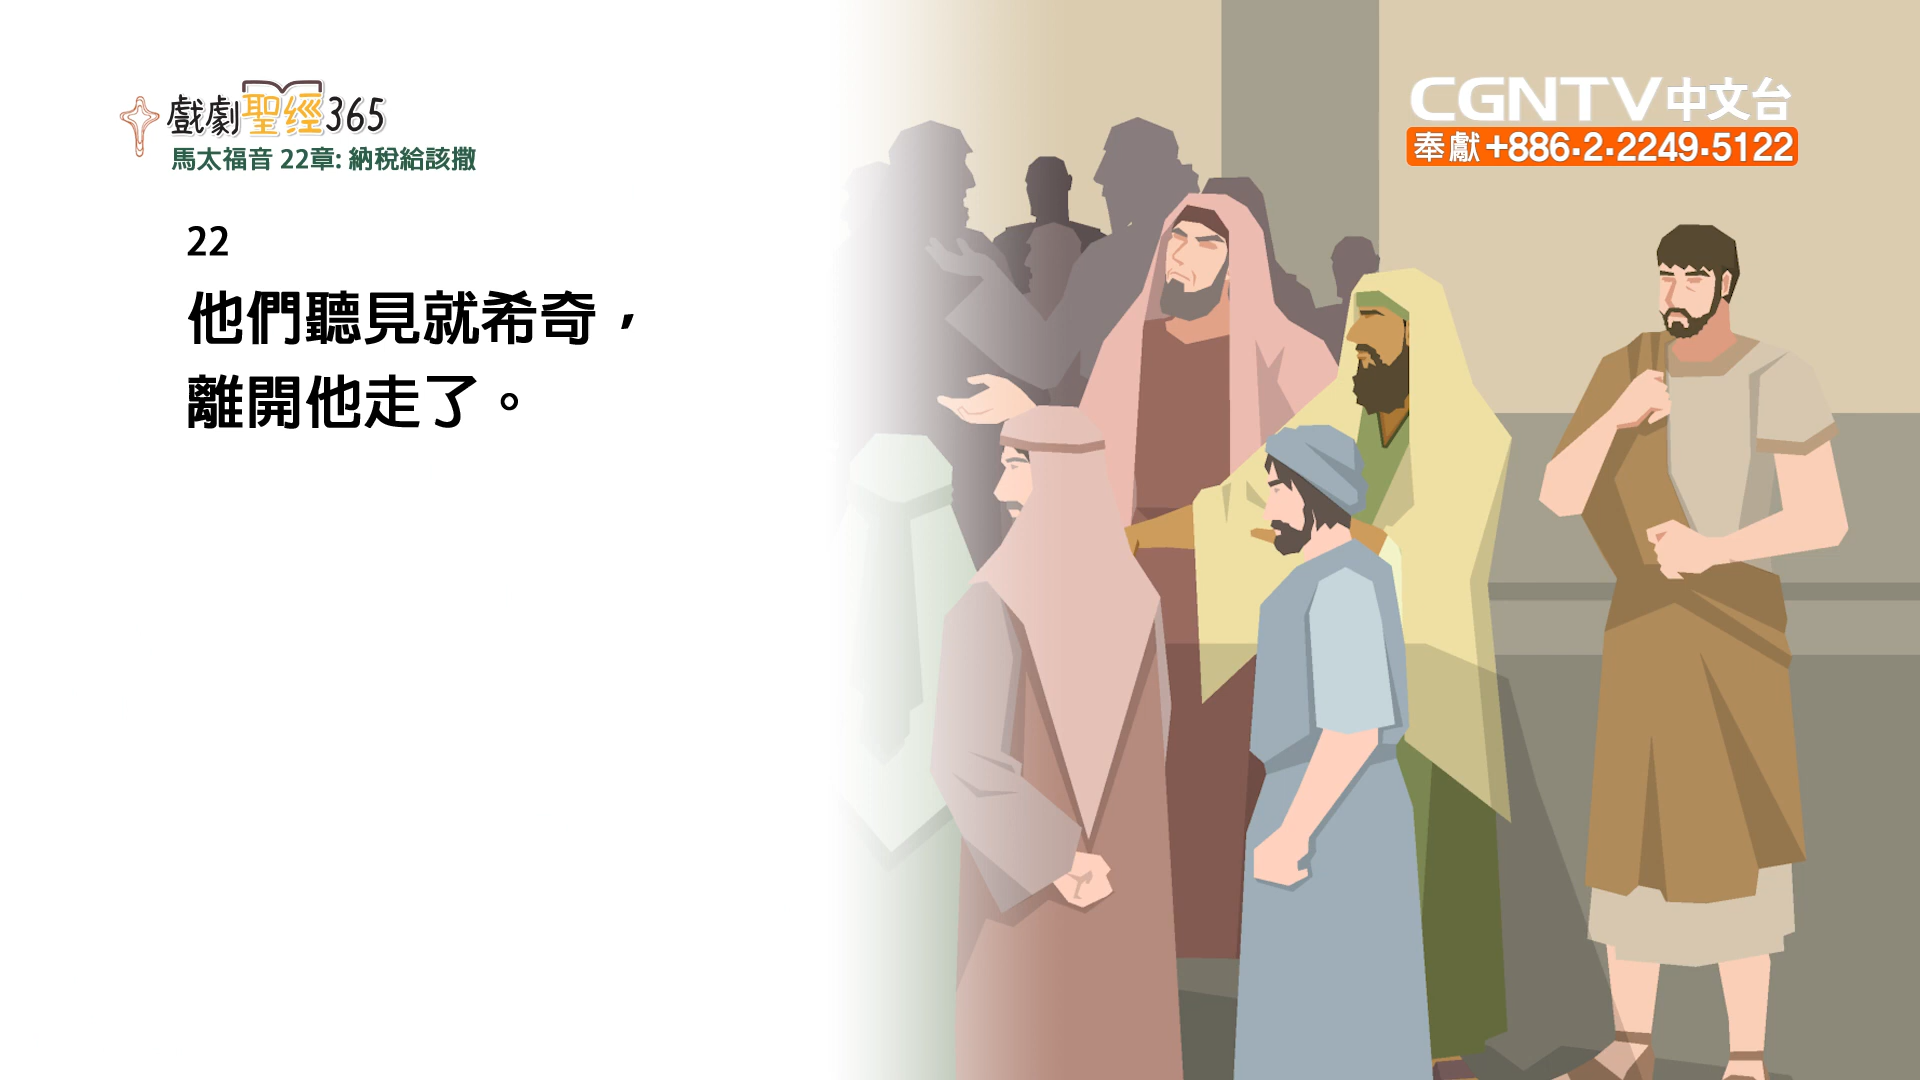 戲劇聖經365
馬太福音 22章: 納稅給該撒
CGNTV中文台
奉獻+886·2·2249·5122
22
他們聽見就希奇，
離開他走了。